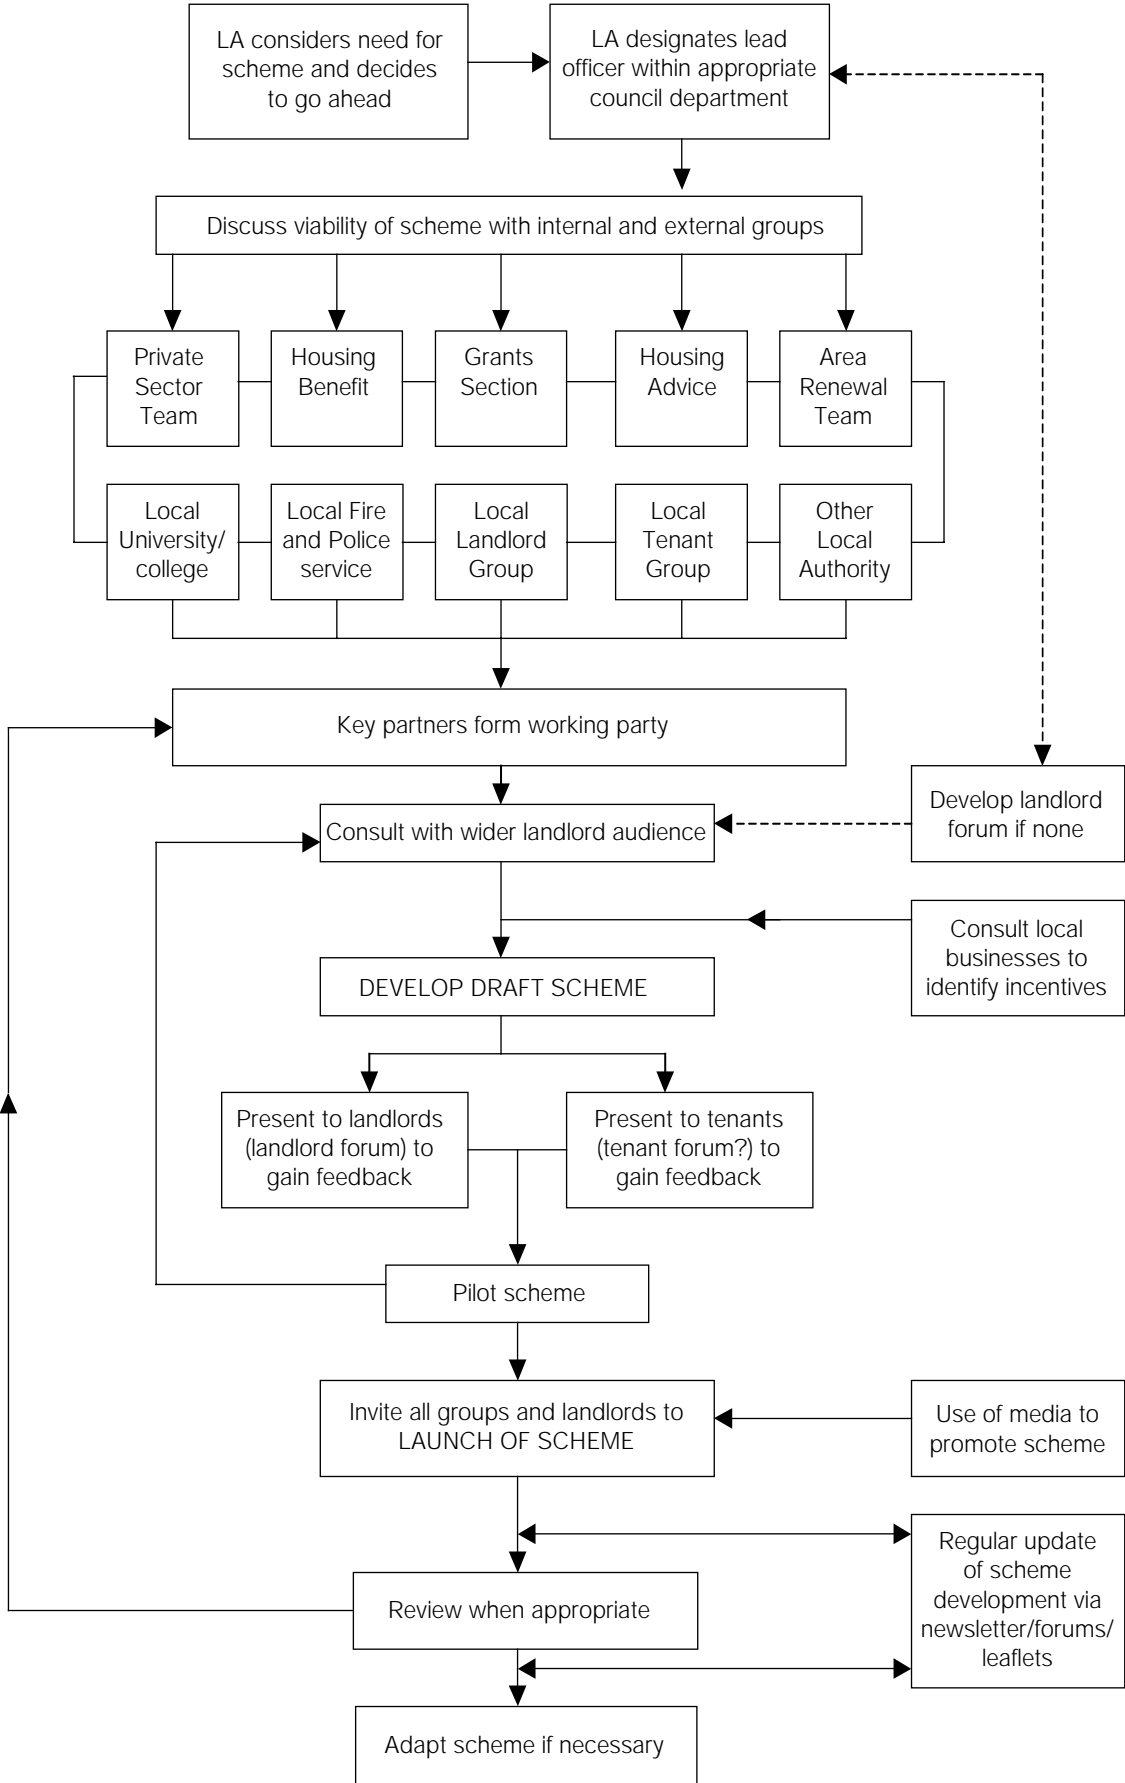 LA considers need for
scheme and decides
to go ahead
LA designates lead
officer within appropriate
council department
Discuss viability of scheme with internal and external groups
Private
Sector
Team
Housing
Benefit
Grants
Section
Housing
Advice
Area
Renewal
Team
Local
University/
college
Local Fire
and Police
service
Local
Landlord
Group
Local
Tenant
Group
Other
Local
Authority
Key partners form working party
Develop landlord
forum if none
Consult with wider landlord audience
Consult local
businesses to
identify incentives
DEVELOP DRAFT SCHEME
Present to landlords
(landlord forum) to
gain feedback
Present to tenants
(tenant forum?) to
gain feedback
Pilot scheme
Invite all groups and landlords to
LAUNCH OF SCHEME
Use of media to
promote scheme
Regular update
of scheme
development via
newsletter/forums/
leaflets
Review when appropriate
Adapt scheme if necessary